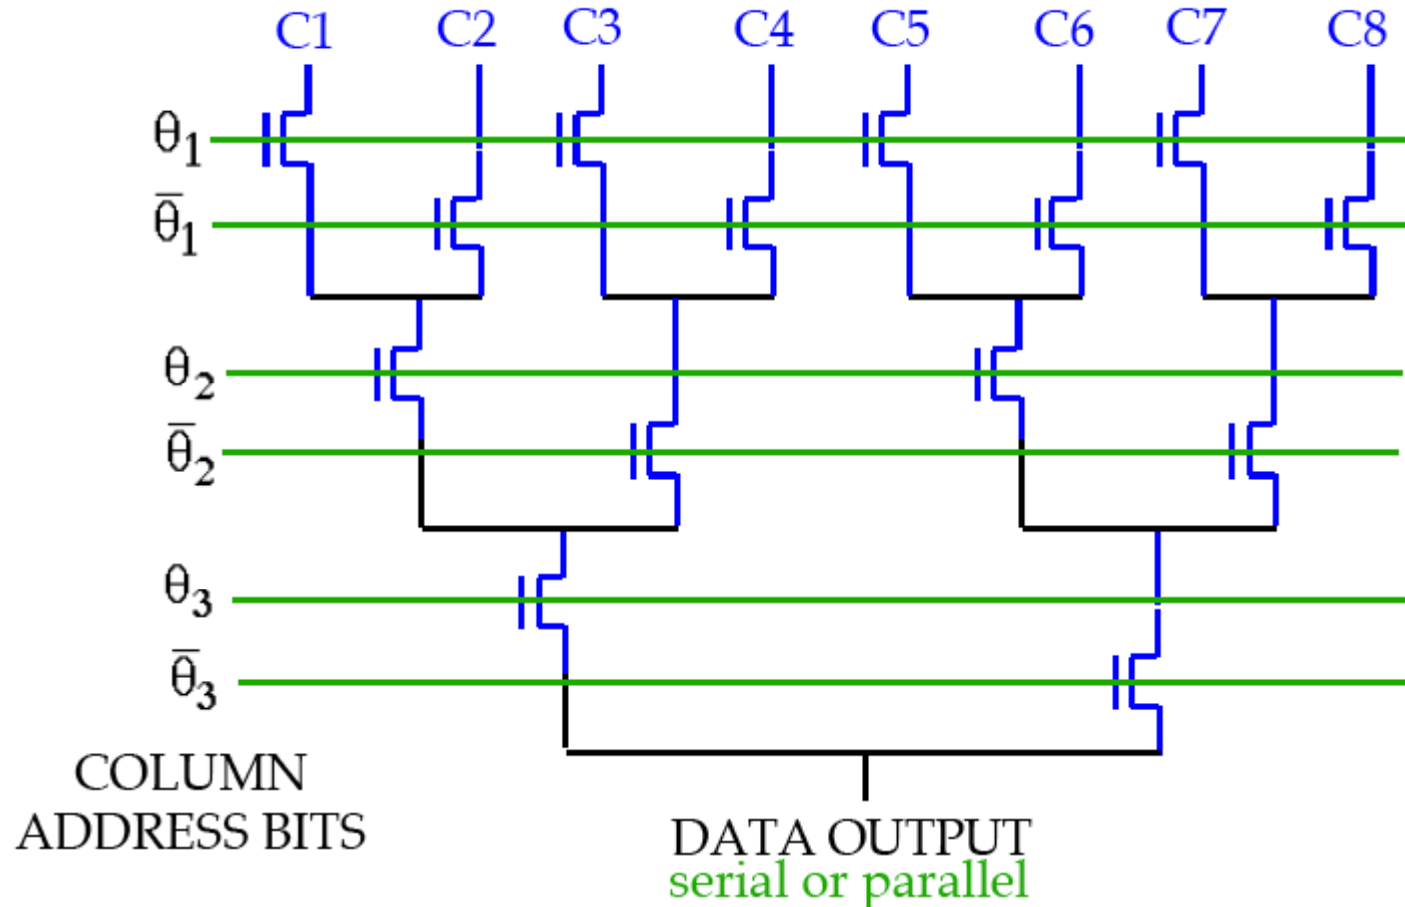 C1 C2 C3 C4 C5 C6 C7 C8
θ1
θ̅1
θ2
θ̅2
θ3
θ̅3
COLUMN
ADDRESS BITS
DATA OUTPUT
serial or parallel